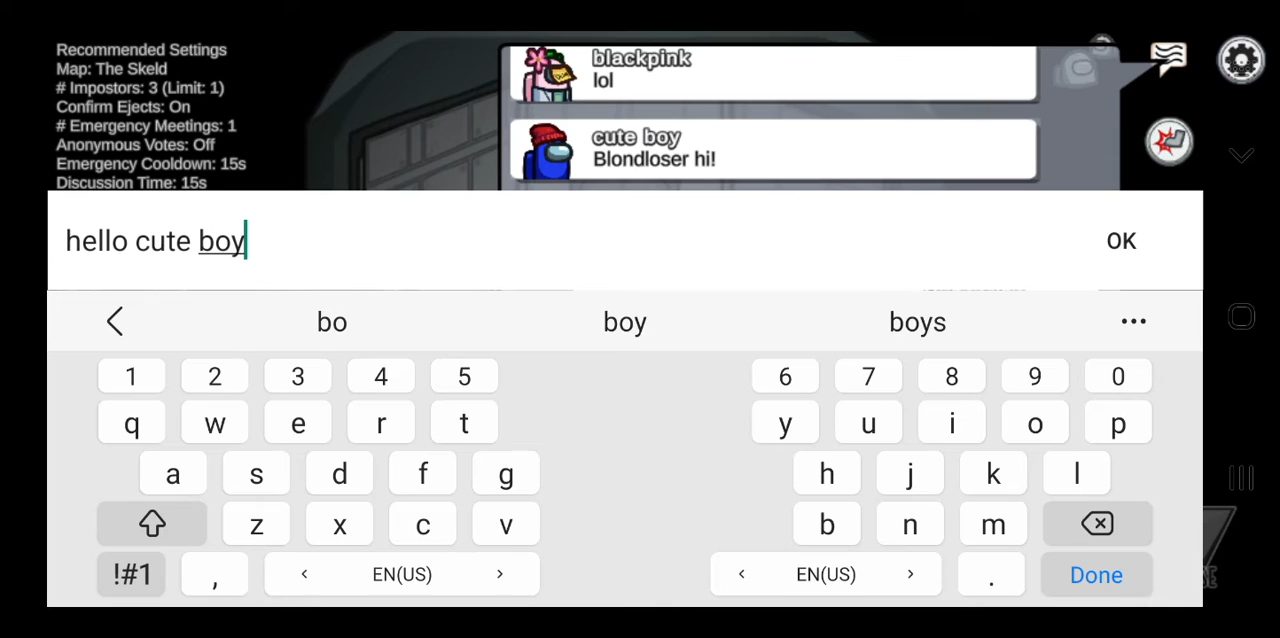 Recommended Settings
Map: The Skeld
# Impostors: 3 (Limit: 1)
Confirm Ejects: On
# Emergency Meetings: 1
Anonymous Votes: Off
Emergency Cooldown: 15s
Discussion Time: 15s
blackpink
lol
cute boy
Blondloser hi!
hello cute boy
OK
bo boy boys
1 2 3 4 5 6 7 8 9 0
q w e r t y u i o p
a s d f g h j k l
z x c v b n m
!#1 , < EN(US) > < EN(US) > . Done